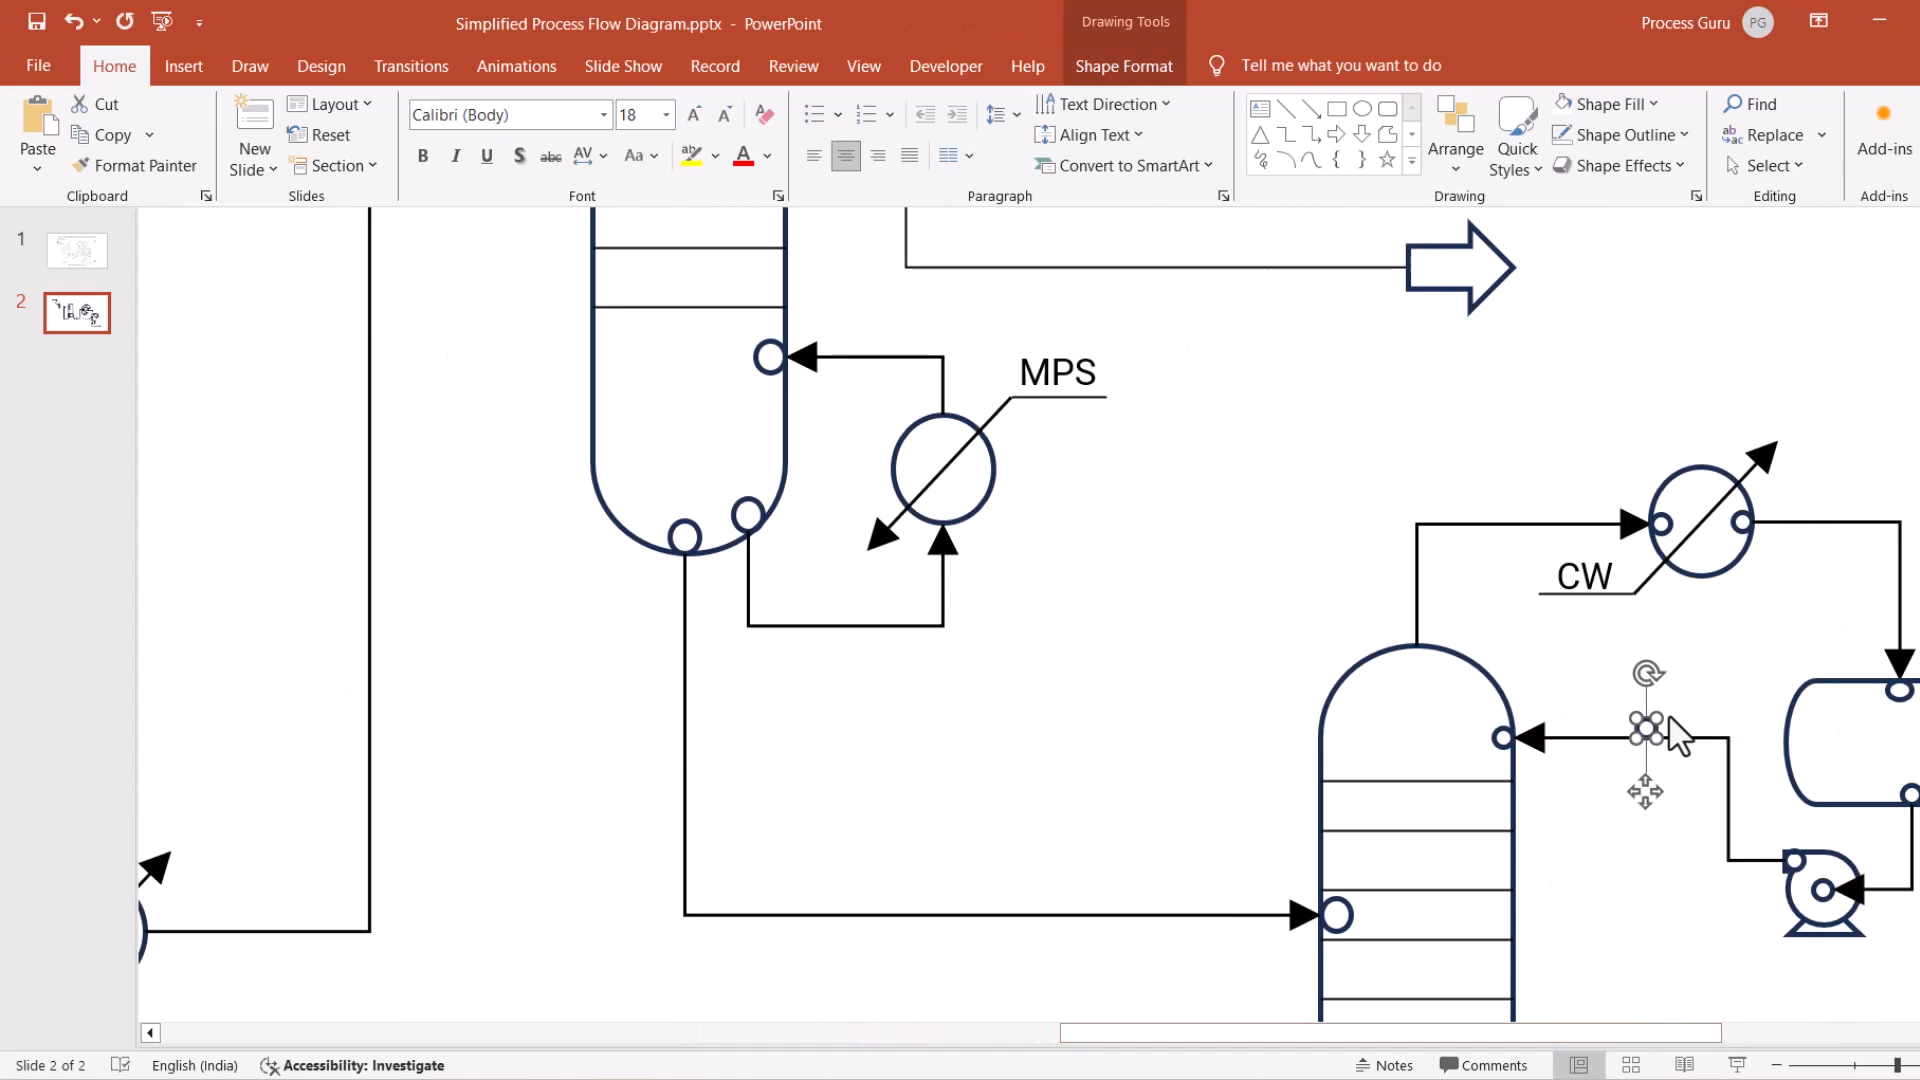 Simplified Process Flow Diagram.pptx - PowerPoint
Drawing Tools
Process Guru
PG
File
Home
Insert
Draw
Design
Transitions
Animations
Slide Show
Record
Review
View
Developer
Help
Shape Format
Tell me what you want to do
Paste
Cut
Copy
Format Painter
Clipboard
New Slide
Layout
Reset
Section
Slides
Calibri (Body)
18
B I U S abc AV Aa A
Font
Text Direction
Align Text
Convert to SmartArt
Paragraph
Arrange
Quick Styles
Shape Fill
Shape Outline
Shape Effects
Drawing
Find
Replace
Select
Editing
Add-ins
Add-ins
1
2
MPS
CW
Slide 2 of 2
English (India)
Accessibility: Investigate
Notes
Comments